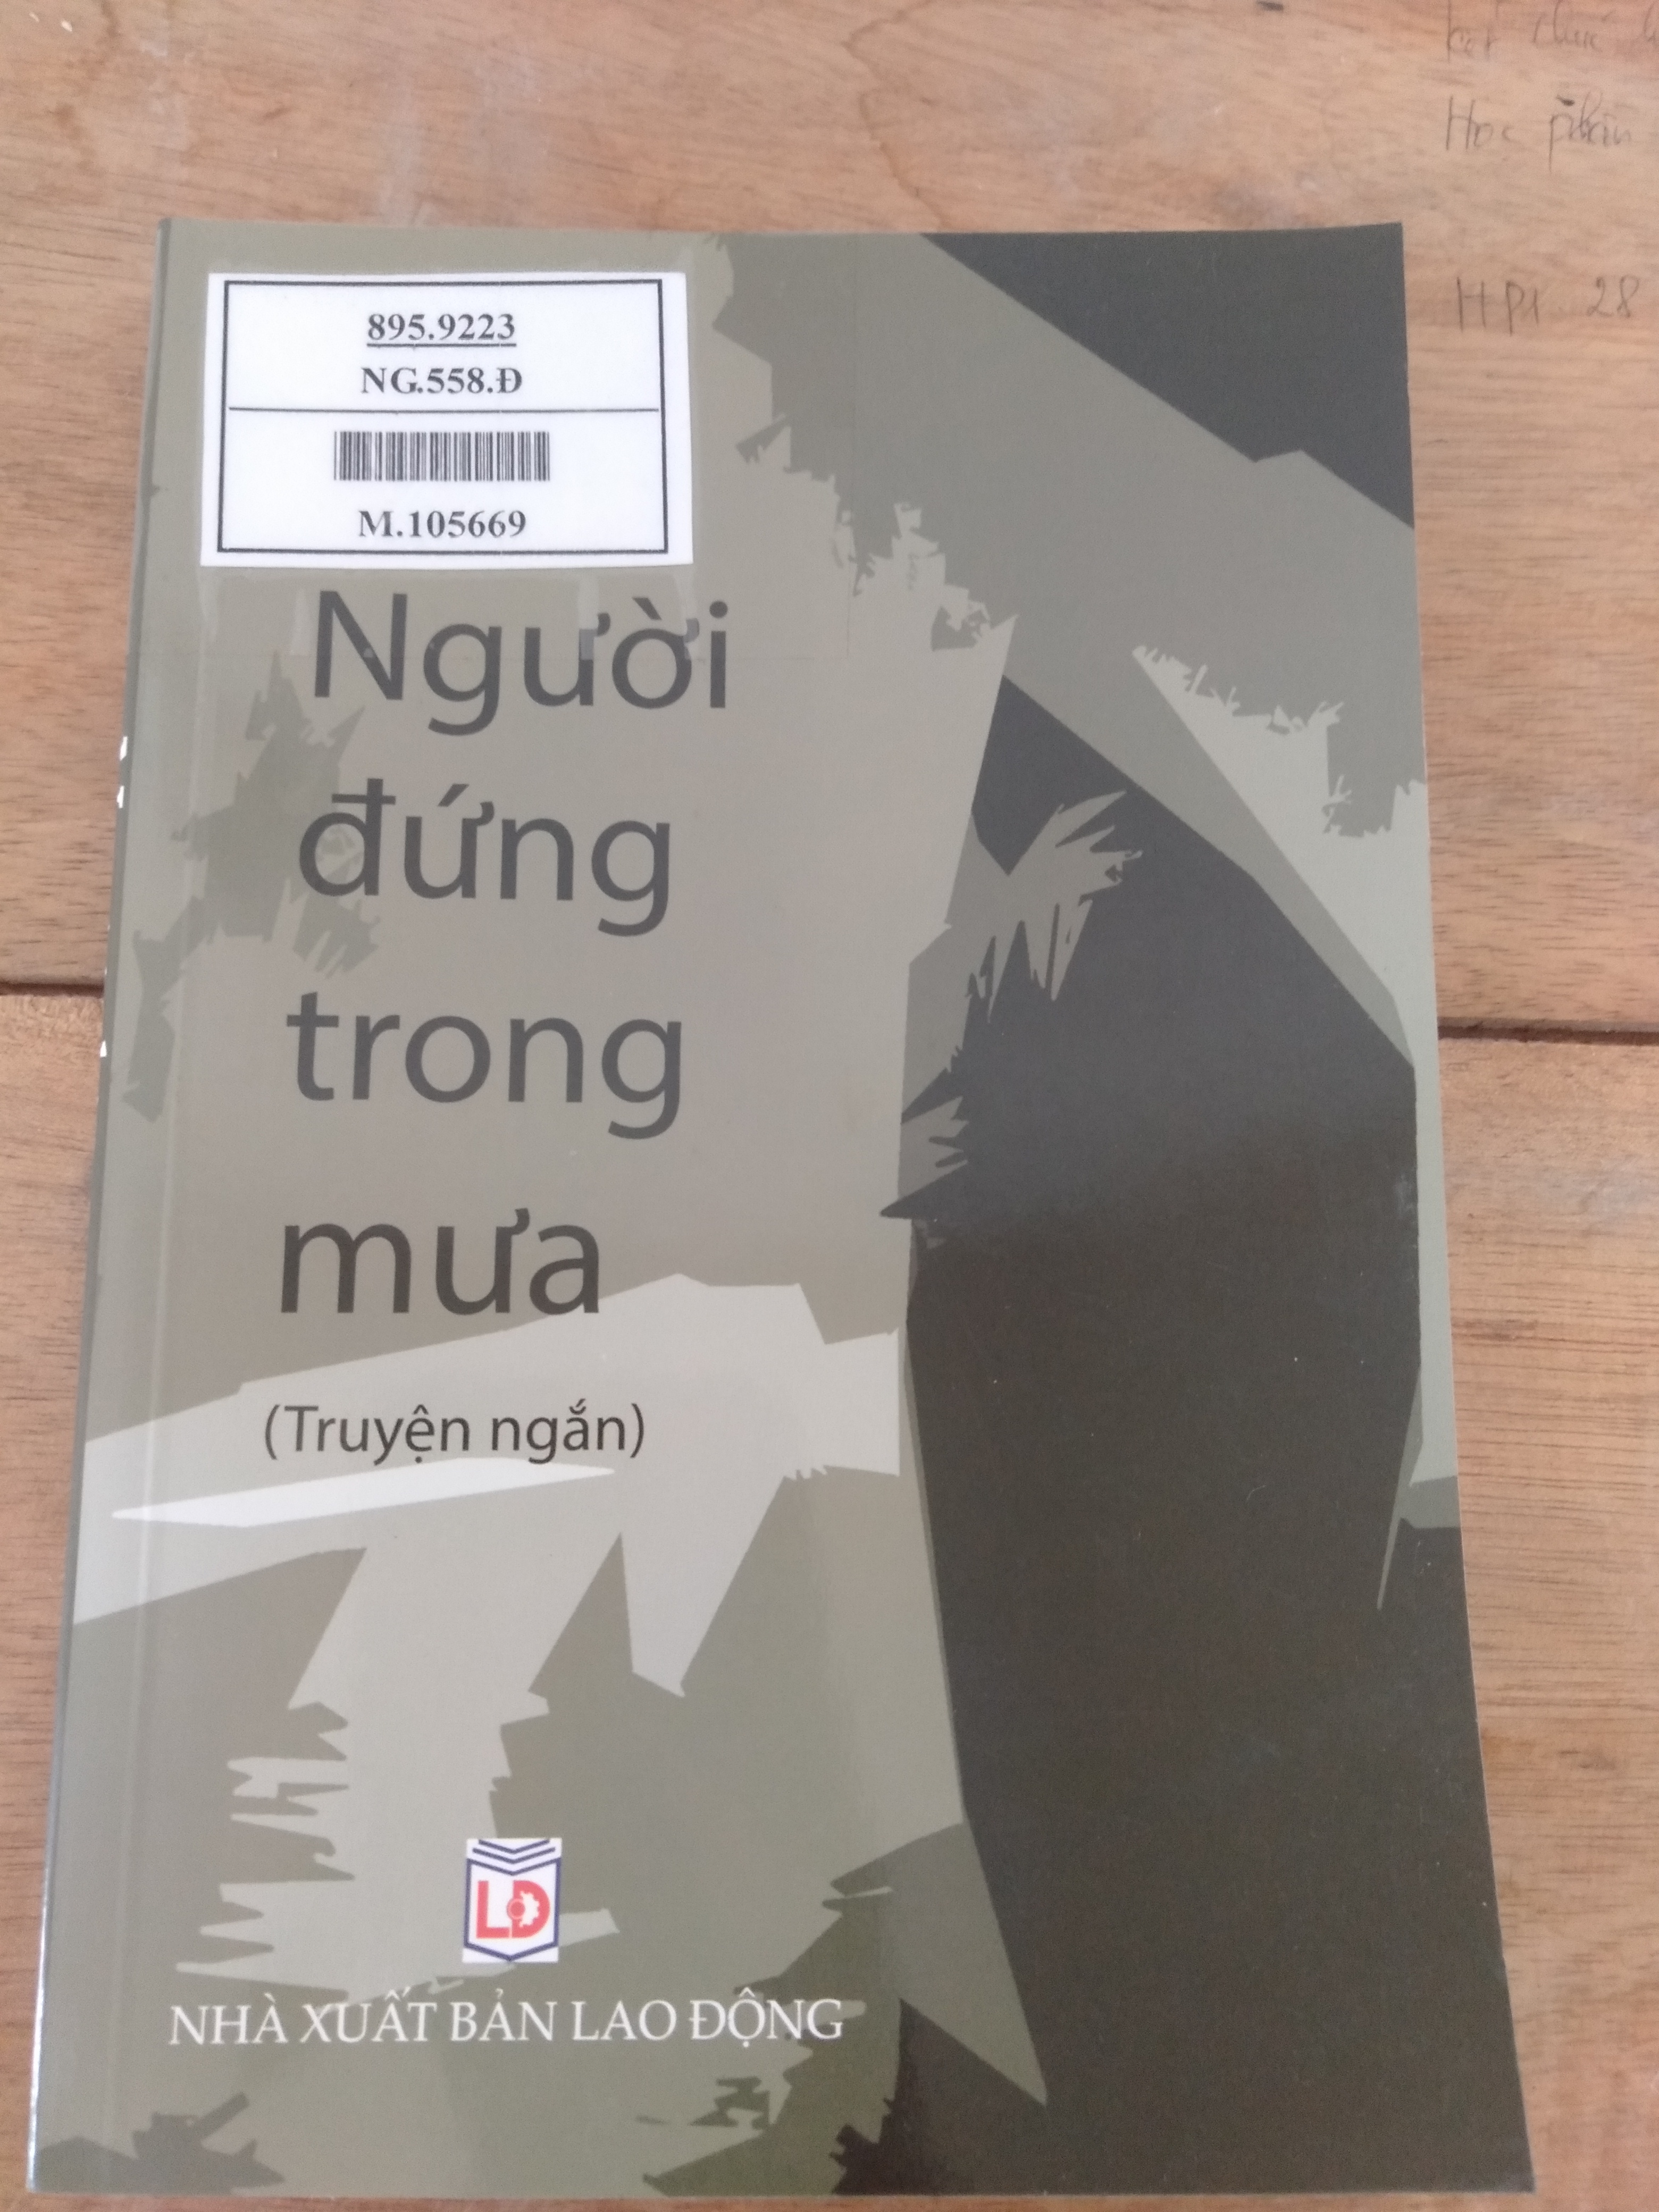 Học phần
HP1 28
895.9223
NG.558.Đ
M.105669
Người
đứng
trong
mưa
(Truyện ngắn)
LĐ
NHÀ XUẤT BẢN LAO ĐỘNG